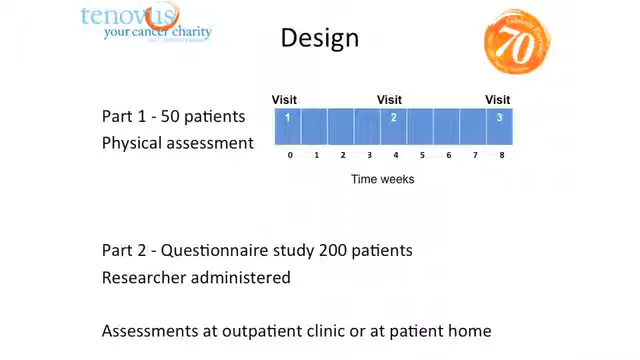 tenovus
your cancer charity
Design
70
Visit Visit Visit
Part 1 - 50 patients
1 2 3
Physical assessment
0 1 2 3 4 5 6 7 8
Time weeks
Part 2 - Questionnaire study 200 patients
Researcher administered
Assessments at outpatient clinic or at patient home